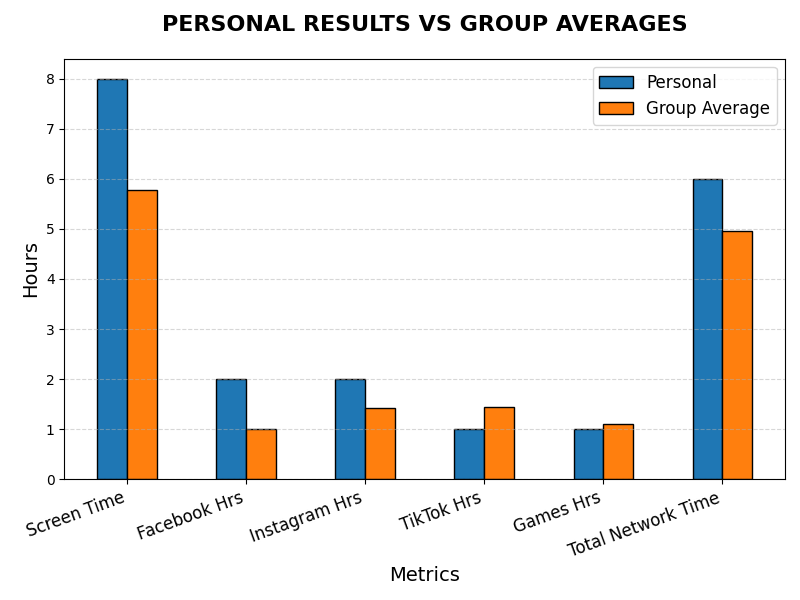 PERSONAL RESULTS VS GROUP AVERAGES
Personal
Group Average
Hours
8
7
6
5
4
3
2
1
0
Screen Time
Facebook Hrs
Instagram Hrs
TikTok Hrs
Games Hrs
Total Network Time
Metrics